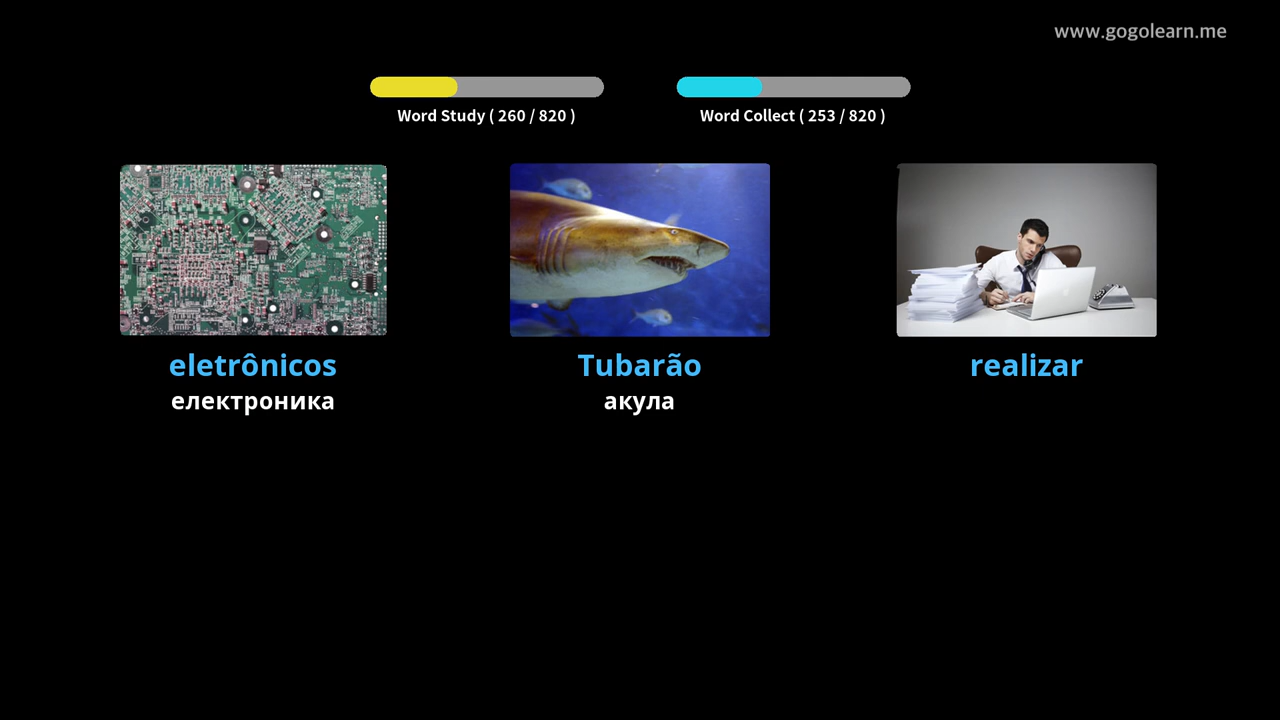 www.gogolearn.me
Word Study ( 260 / 820 )
Word Collect ( 253 / 820 )
eletrônicos
електроника
Tubarão
акула
realizar